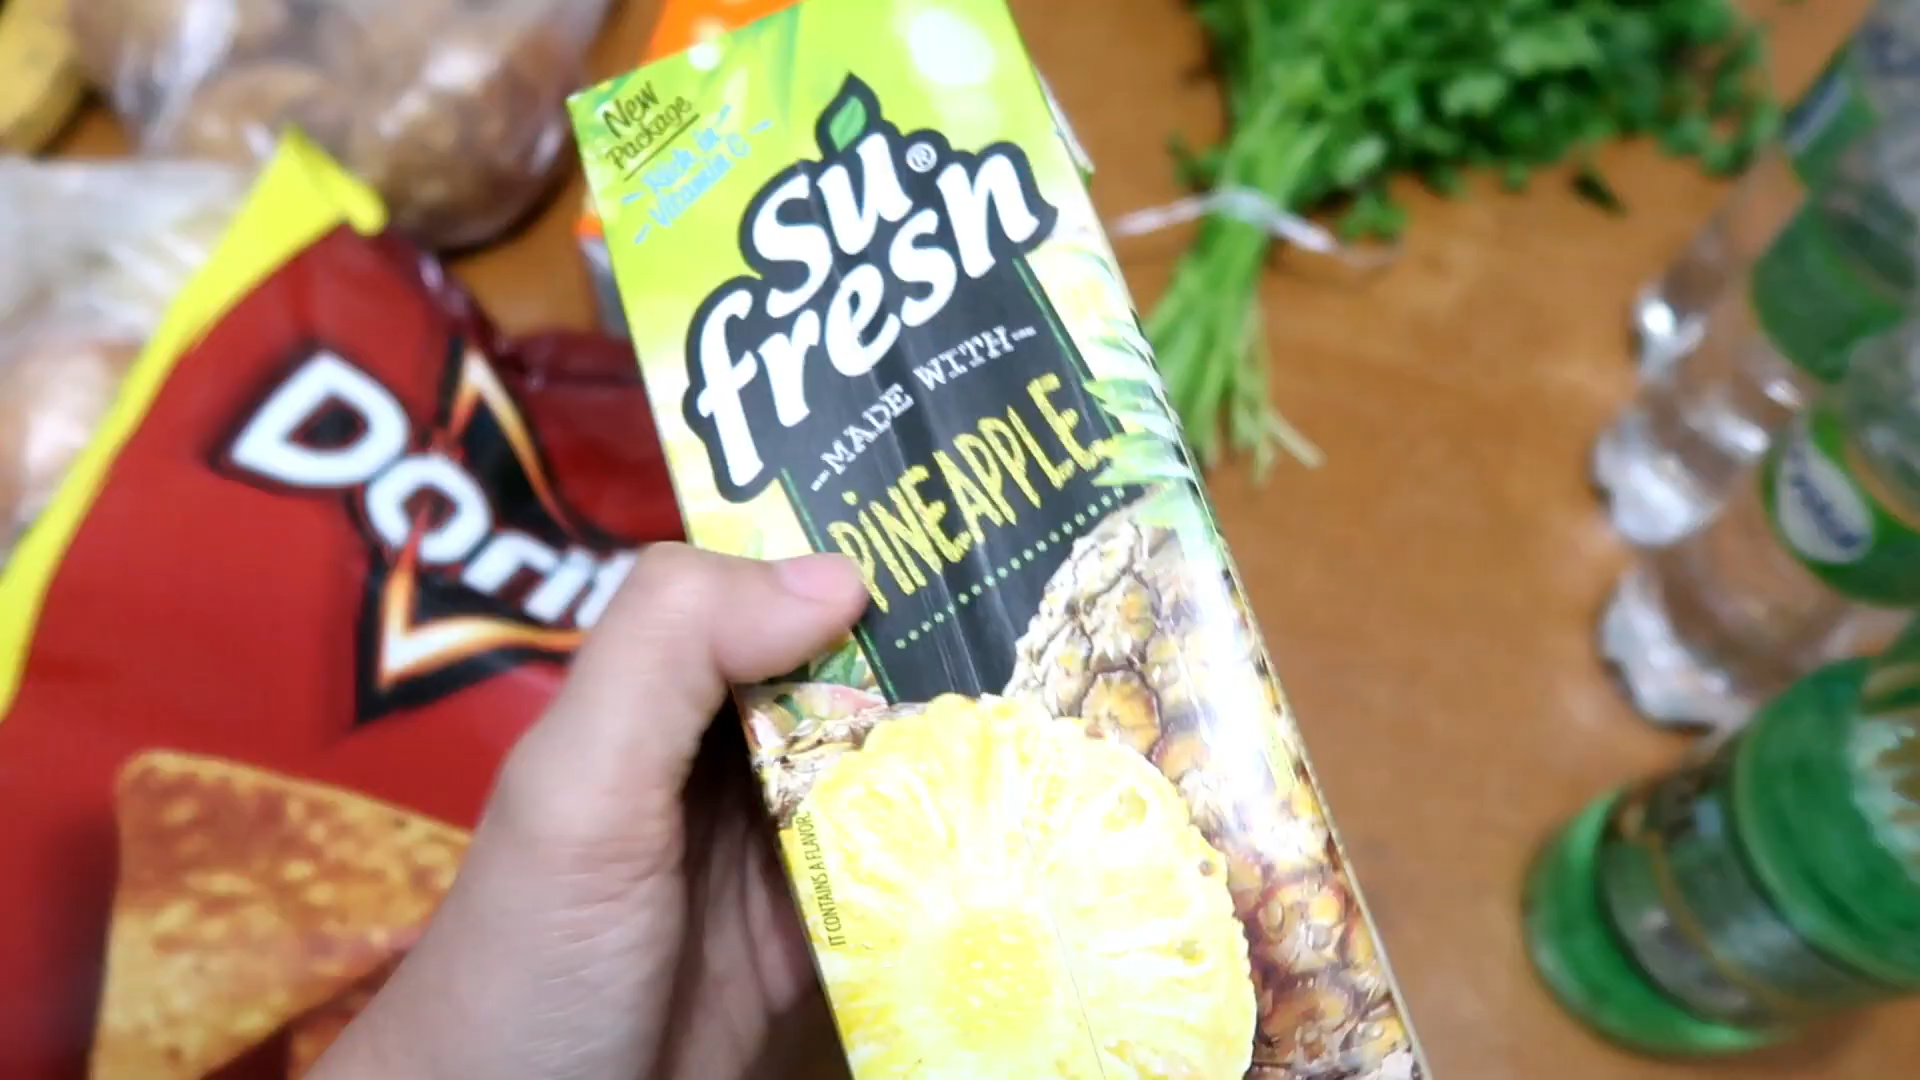 New
Package
Rich in
Vitamin C
su®
fresh
MADE WITH
PINEAPPLE
IT CONTAINS A FLAVOR.
Dorit